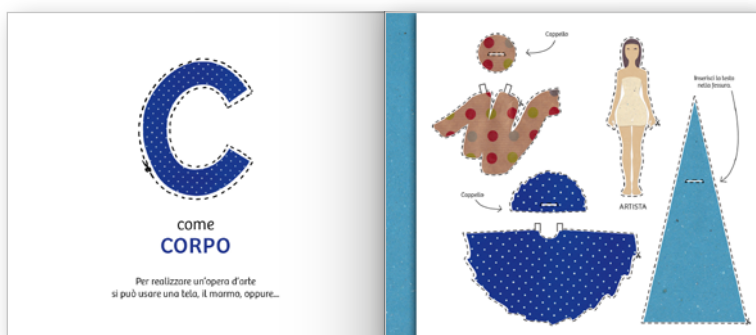 C
come
CORPO
Per realizzare un'opera d'arte
si può usare una tela, il marmo, oppure...
Cappello
Inserisci la testa
nella fessura.
Cappello
ARTISTA